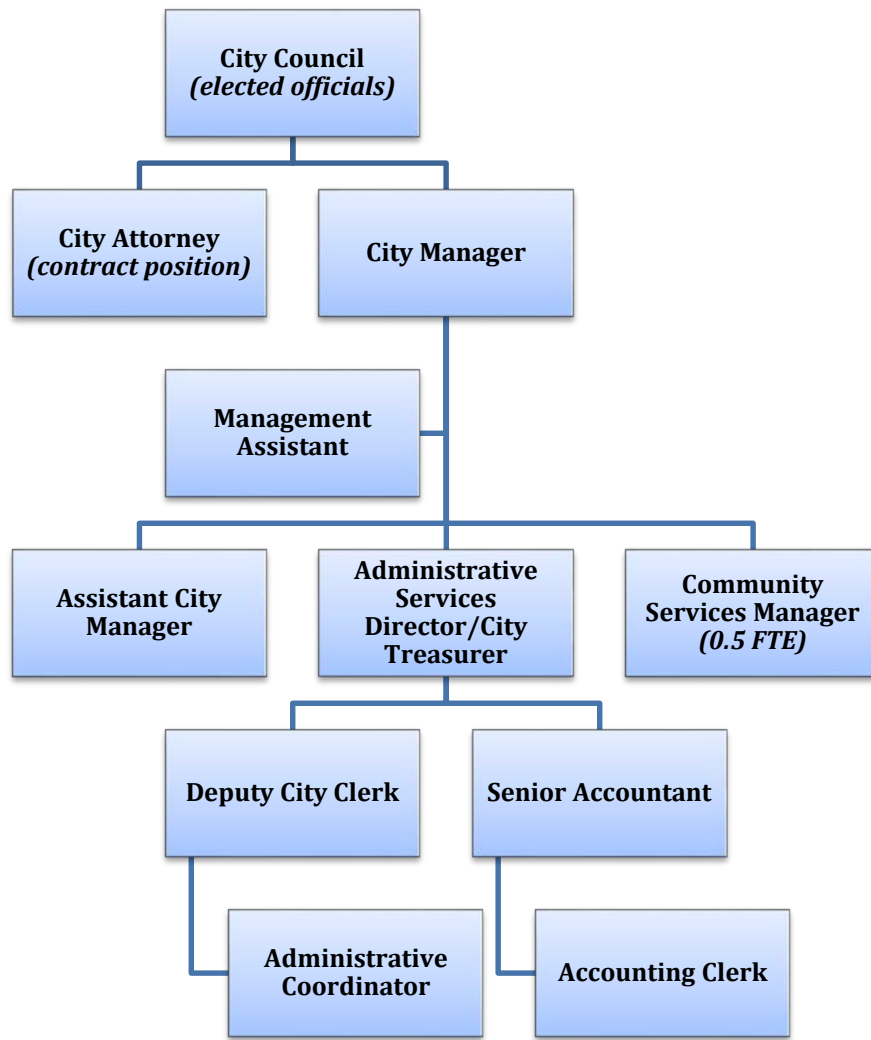 City Council
(elected officials)
City Attorney
(contract position)
City Manager
Management
Assistant
Assistant City
Manager
Administrative
Services
Director/City
Treasurer
Community
Services Manager
(0.5 FTE)
Deputy City Clerk
Senior Accountant
Administrative
Coordinator
Accounting Clerk